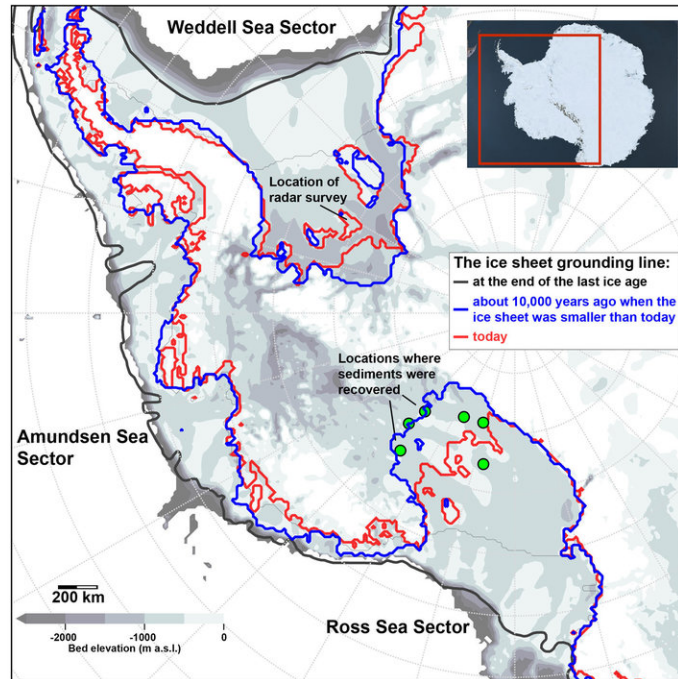 Weddell Sea Sector
Location of
radar survey
The ice sheet grounding line:
at the end of the last ice age
about 10,000 years ago when the
ice sheet was smaller than today
today
Locations where
sediments were
recovered
Amundsen Sea
Sector
200 km
Ross Sea Sector
-2000 -1000 0
Bed elevation (m a.s.l.)